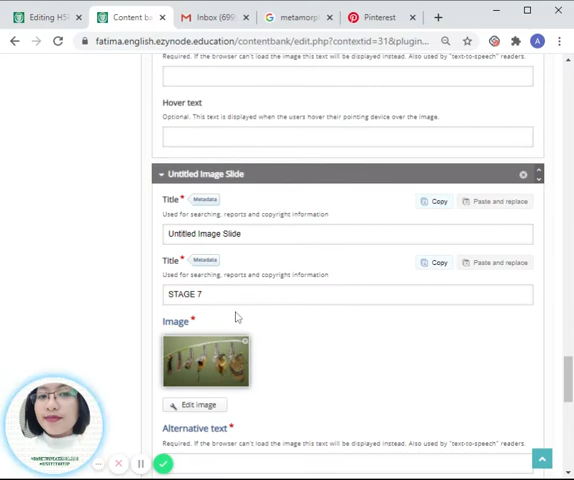 Editing H5P
Content ba
Inbox (699
metamorph
Pinterest
fatima.english.ezynode.education/contentbank/edit.php?contextid=31&plugin
Required. If the browser can't load the image this text will be displayed instead. Also used by "text-to-speech" readers.
Hover text
Optional. This text is displayed when the users hover their pointing device over the image.
Untitled Image Slide
Title * Metadata Copy Paste and replace
Used for searching, reports and copyright information
Untitled Image Slide
Title * Metadata Copy Paste and replace
Used for searching, reports and copyright information
STAGE 7
Image *
Edit image
Alternative text *
Required. If the browser can't load the image this text will be displayed instead. Also used by "text-to-speech" readers.